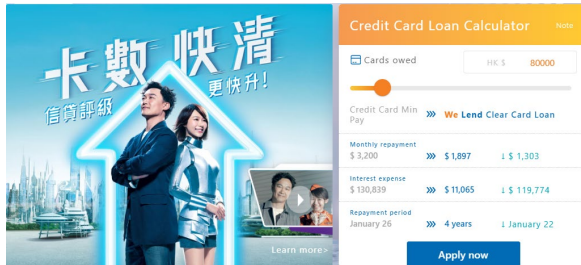 卡數快清
信貸評級
更快升!
Learn more>
Credit Card Loan Calculator
Note
Cards owed
HK $ 80000
Credit Card Min Pay
We Lend Clear Card Loan
Monthly repayment
$ 3,200 $ 1,897 ↓ $ 1,303
Interest expense
$ 130,839 $ 11,065 ↓ $ 119,774
Repayment period
January 26 4 years ↓ January 22
Apply now